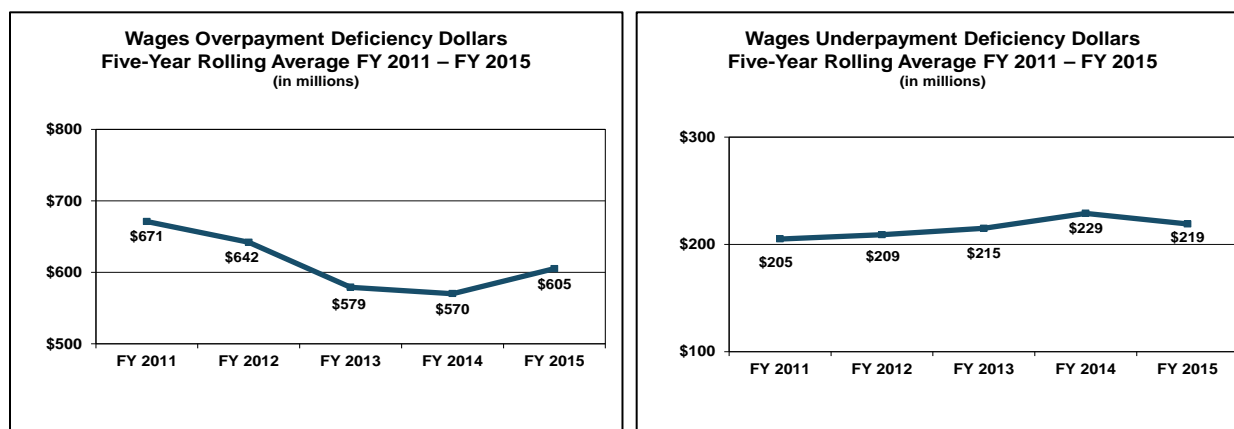 Wages Overpayment Deficiency Dollars
Five-Year Rolling Average FY 2011 – FY 2015
(in millions)
$800
$700
$600
$500
$671
$642
$579
$570
$605
FY 2011
FY 2012
FY 2013
FY 2014
FY 2015
Wages Underpayment Deficiency Dollars
Five-Year Rolling Average FY 2011 – FY 2015
(in millions)
$300
$200
$100
$205
$209
$215
$229
$219
FY 2011
FY 2012
FY 2013
FY 2014
FY 2015